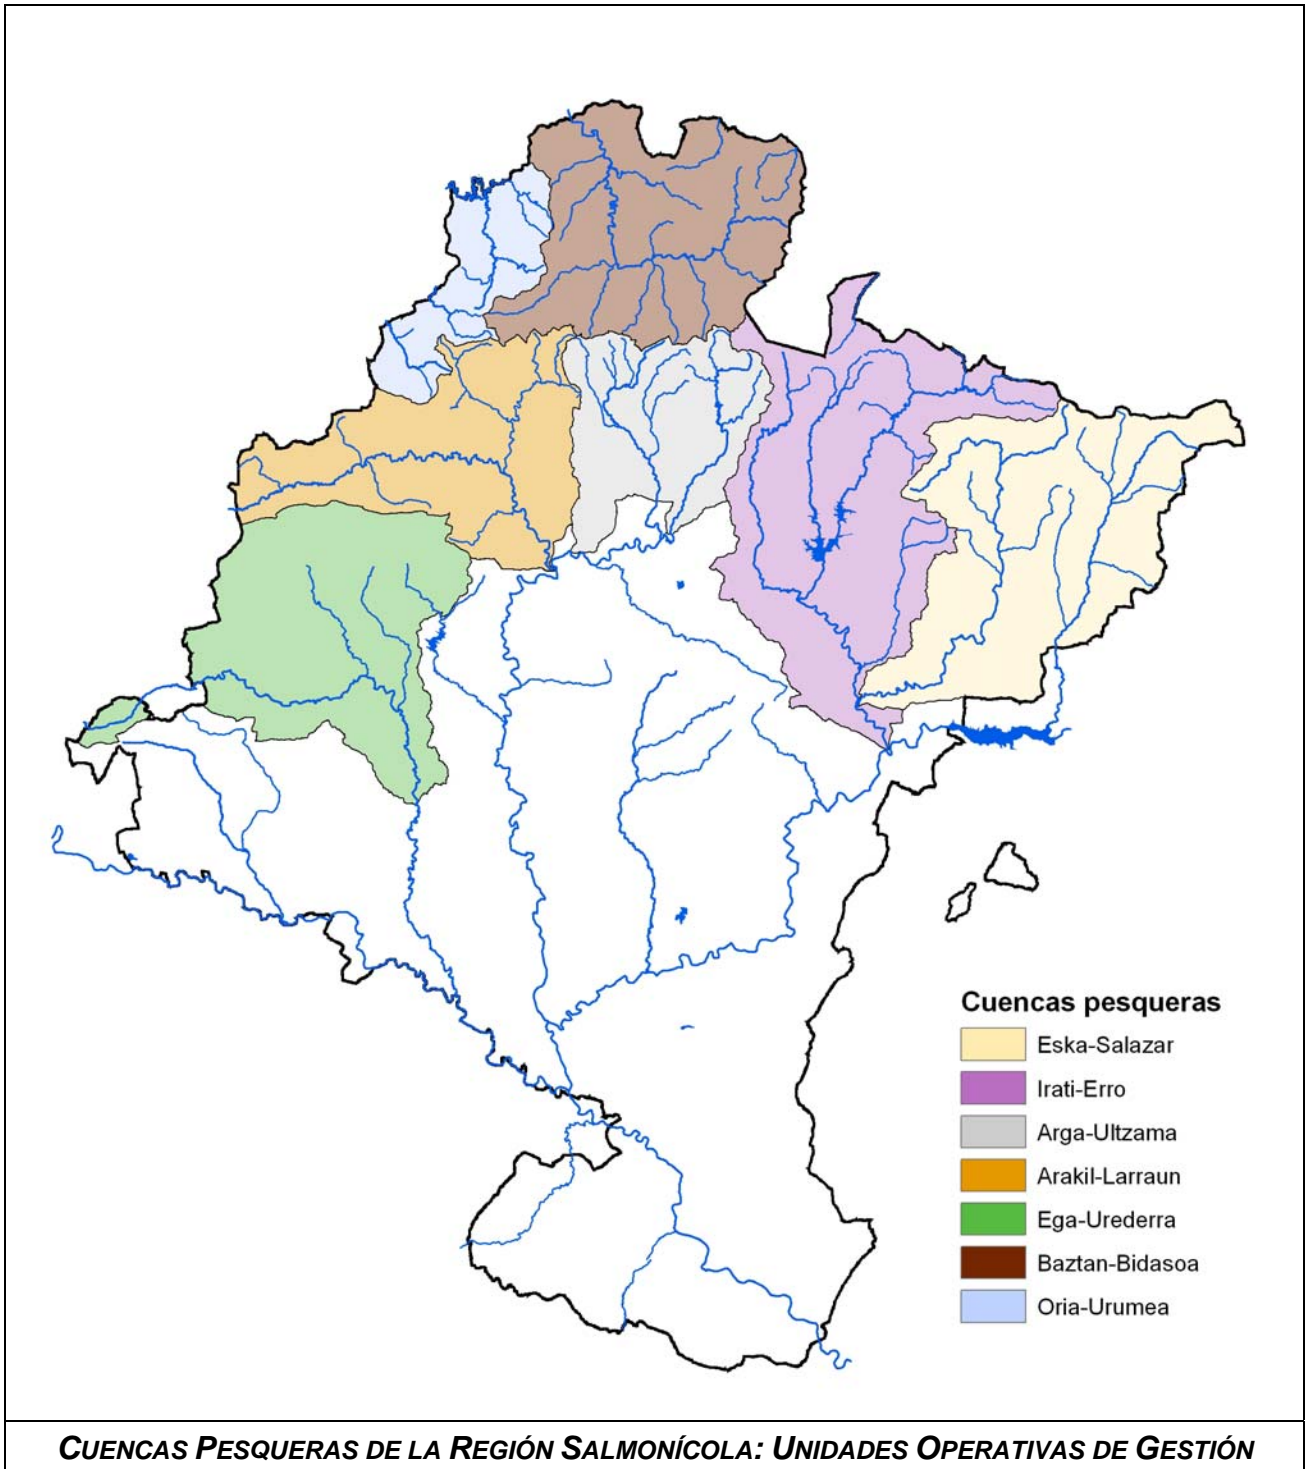 Cuencas pesqueras
Eska-Salazar
Irati-Erro
Arga-Ultzama
Arakil-Larraun
Ega-Urederra
Baztan-Bidasoa
Oria-Urumea
CUENCAS PESQUERAS DE LA REGIÓN SALMONÍCOLA: UNIDADES OPERATIVAS DE GESTIÓN